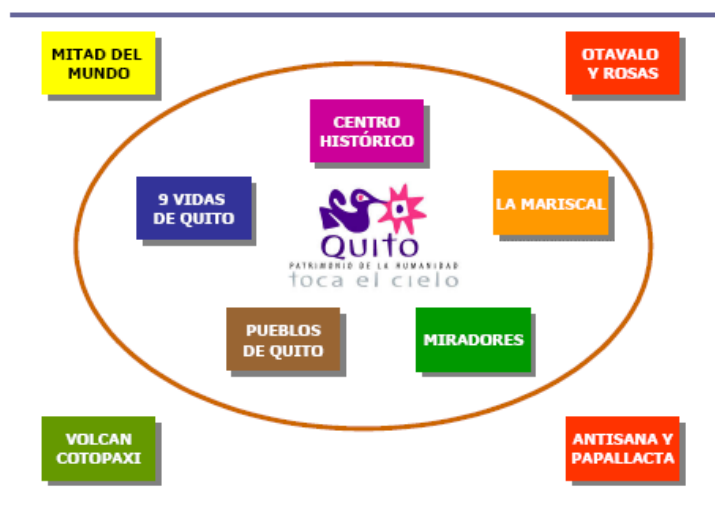 MITAD DEL
MUNDO
OTAVALO
Y ROSAS
CENTRO
HISTÓRICO
9 VIDAS
DE QUITO
LA MARISCAL
Quito
PATRIMONIO DE LA HUMANIDAD
toca el cielo
PUEBLOS
DE QUITO
MIRADORES
VOLCAN
COTOPAXI
ANTISANA Y
PAPALLACTA